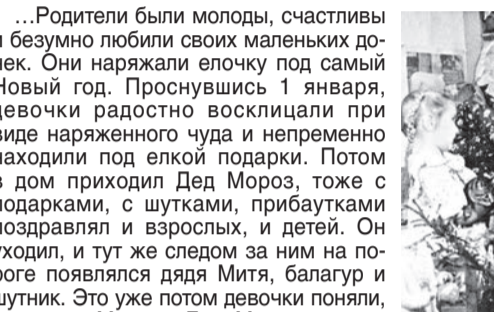 …Родители были молоды, счастливы
и безумно любили своих маленьких до-
чек. Они наряжали елочку под самый
Новый год. Проснувшись 1 января,
девочки радостно восклицали при
виде наряженного чуда и непременно
находили под елкой подарки. Потом
в дом приходил Дед Мороз, тоже с
подарками, с шутками, прибаутками
поздравлял и взрослых, и детей. Он
уходил, и тут же следом за ним на по-
роге появлялся дядя Митя, балагур и
шутник. Это уже потом девочки поняли,